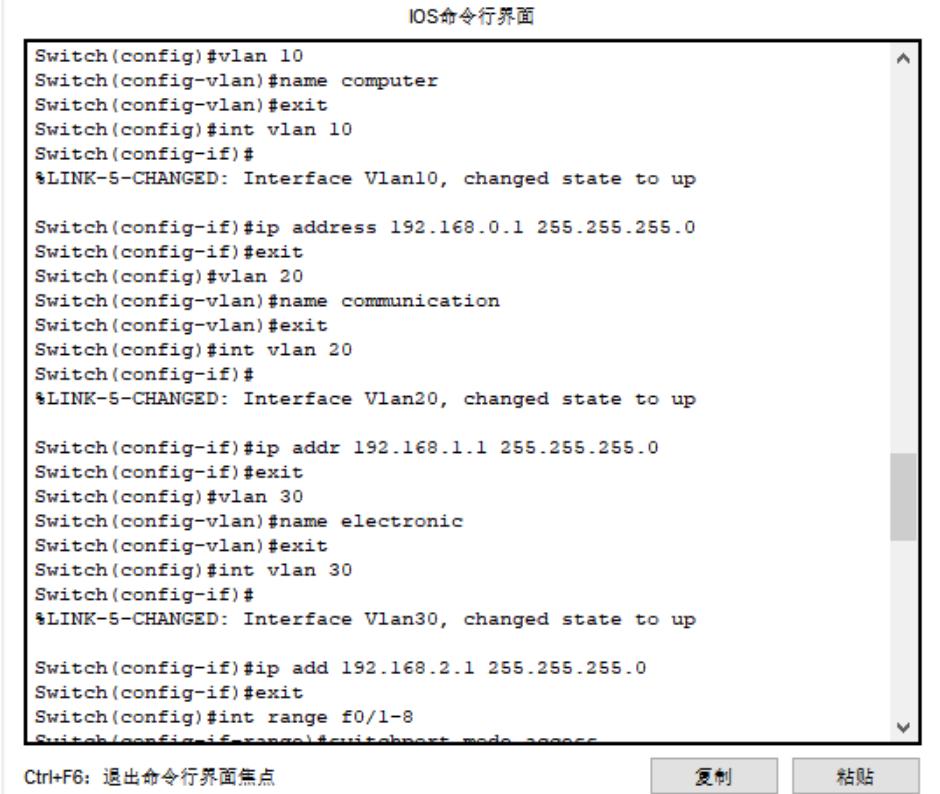 IOS命令行界面
Switch(config)#vlan 10
Switch(config-vlan)#name computer
Switch(config-vlan)#exit
Switch(config)#int vlan 10
Switch(config-if)#
%LINK-5-CHANGED: Interface Vlan10, changed state to up
Switch(config-if)#ip address 192.168.0.1 255.255.255.0
Switch(config-if)#exit
Switch(config)#vlan 20
Switch(config-vlan)#name communication
Switch(config-vlan)#exit
Switch(config)#int vlan 20
Switch(config-if)#
%LINK-5-CHANGED: Interface Vlan20, changed state to up
Switch(config-if)#ip addr 192.168.1.1 255.255.255.0
Switch(config-if)#exit
Switch(config)#vlan 30
Switch(config-vlan)#name electronic
Switch(config-vlan)#exit
Switch(config)#int vlan 30
Switch(config-if)#
%LINK-5-CHANGED: Interface Vlan30, changed state to up
Switch(config-if)#ip add 192.168.2.1 255.255.255.0
Switch(config-if)#exit
Switch(config)#int range f0/1-8
Switch(config-if-range)#switchport mode access
Ctrl+F6: 退出命令行界面焦点
复制
粘贴